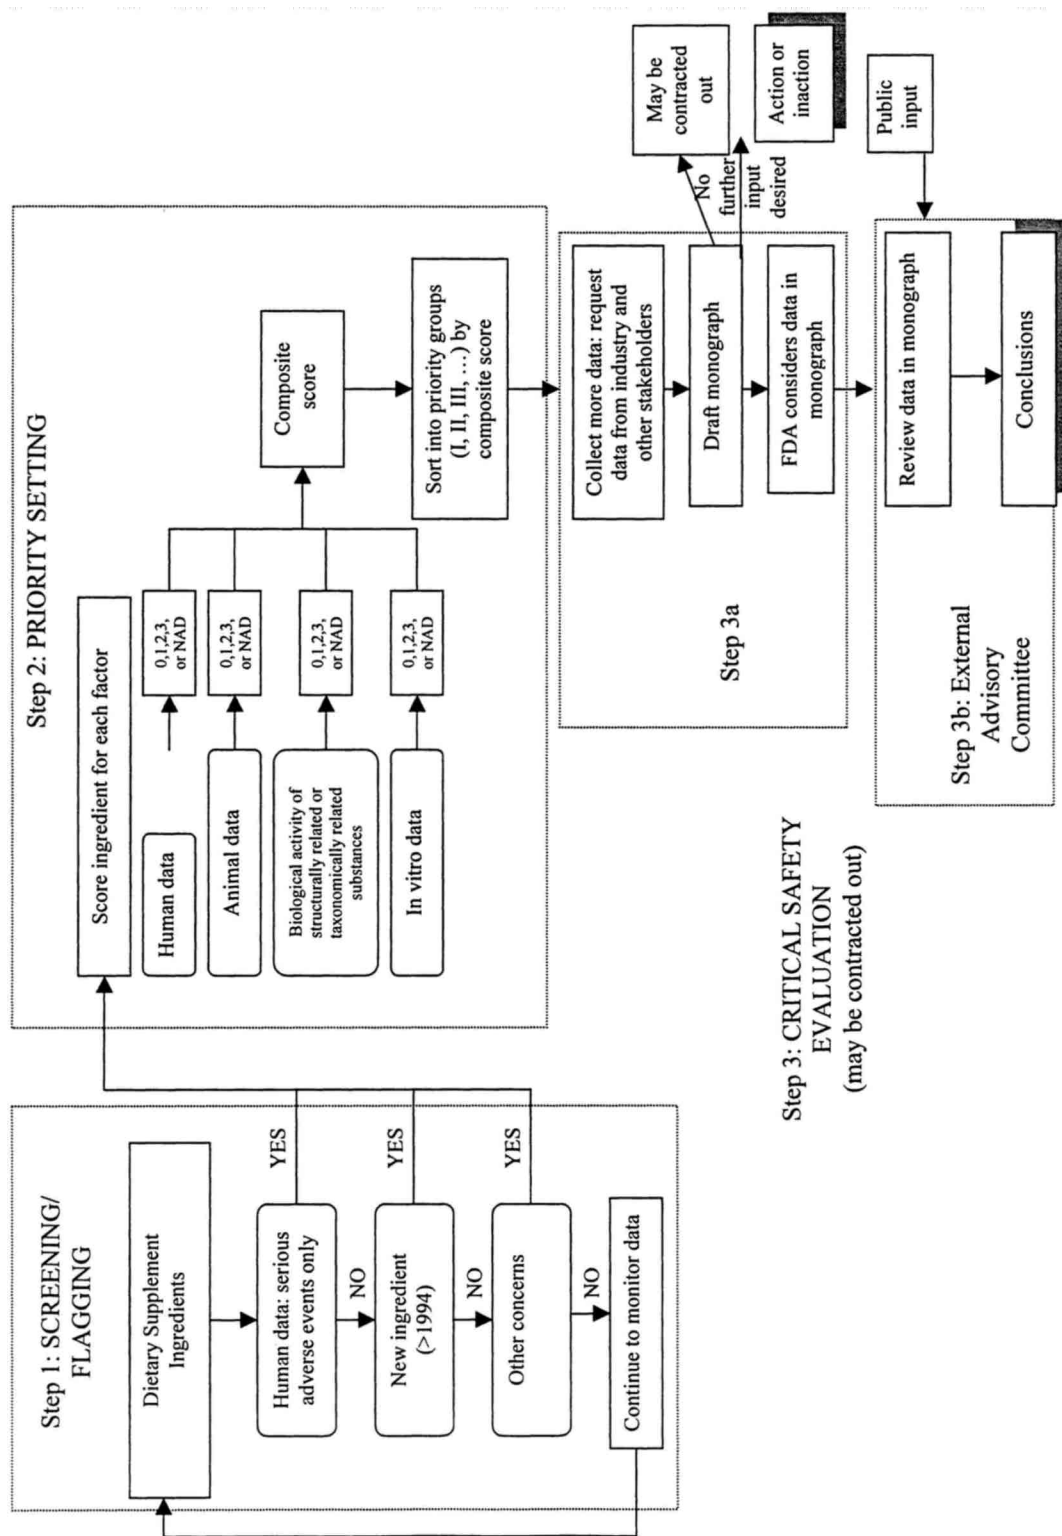 Step 1: SCREENING/
FLAGGING
Dietary Supplement
Ingredients
Human data: serious
adverse events only
YES
NO
New ingredient
(>1994)
YES
NO
Other concerns
YES
NO
Continue to monitor data
Step 2: PRIORITY SETTING
Score ingredient for each factor
Human data
0,1,2,3,
or NAD
Animal data
0,1,2,3,
or NAD
Biological activity of
structurally related or
taxonomically related
substances
0,1,2,3,
or NAD
In vitro data
0,1,2,3,
or NAD
Composite
score
Sort into priority groups
(I, II, III, ...) by
composite score
Step 3: CRITICAL SAFETY
EVALUATION
(may be contracted out)
Step 3a
Collect more data: request
data from industry and
other stakeholders
Draft monograph
FDA considers data in
monograph
May be
contracted
out
No
further
input
desired
Action or
inaction
Step 3b: External
Advisory
Committee
Review data in monograph
Public
input
Conclusions